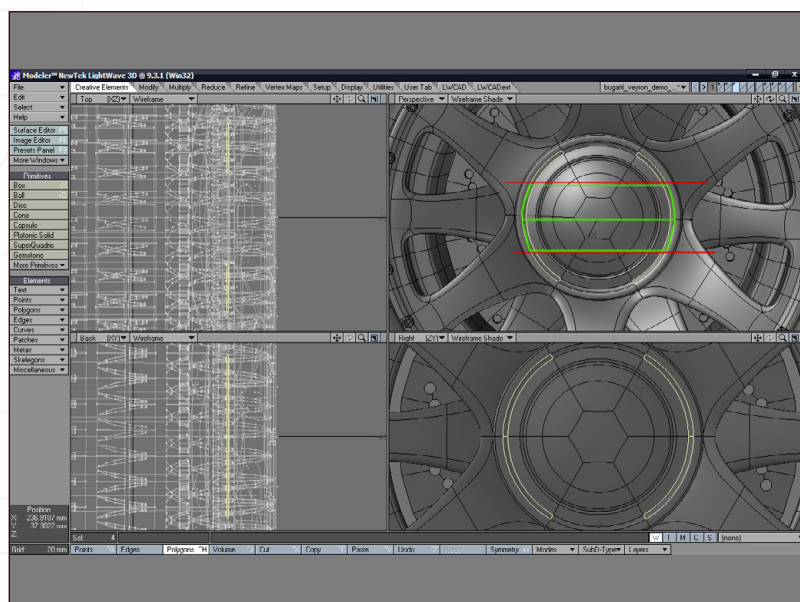 Modeler™ NewTek LightWave 3D ® 9.3.1 (Win32)
File
Creative Elements Modify Multiply Reduce Refine Vertex Maps Setup Display Utilities User Tab LWCAD LWCADext
bugatti_veyron_demo_...
Edit
Select
Help
Surface Editor F5
Image Editor F6
Presets Panel
More Windows
Primitives
Box
Ball
Disc
Cone
Capsule
Platonic Solid
SuperQuadric
Gemstone
More Primitives
Elements
Text
Points
Polygons
Edges
Curves
Patches
Metas
Skelegons
Miscellaneous
Top (XZ) Wireframe
Perspective Wireframe Shade
Back (XY) Wireframe
Right (ZY) Wireframe Shade
Position
X: 236.9107 mm
Y: 37.3022 mm
Z:
Grid: 20 mm
Sel: 4
W T M C S (none)
Points Edges Polygons ^H Volume Cut Copy Paste Undo Symmetry Modes SubD-Type Layers